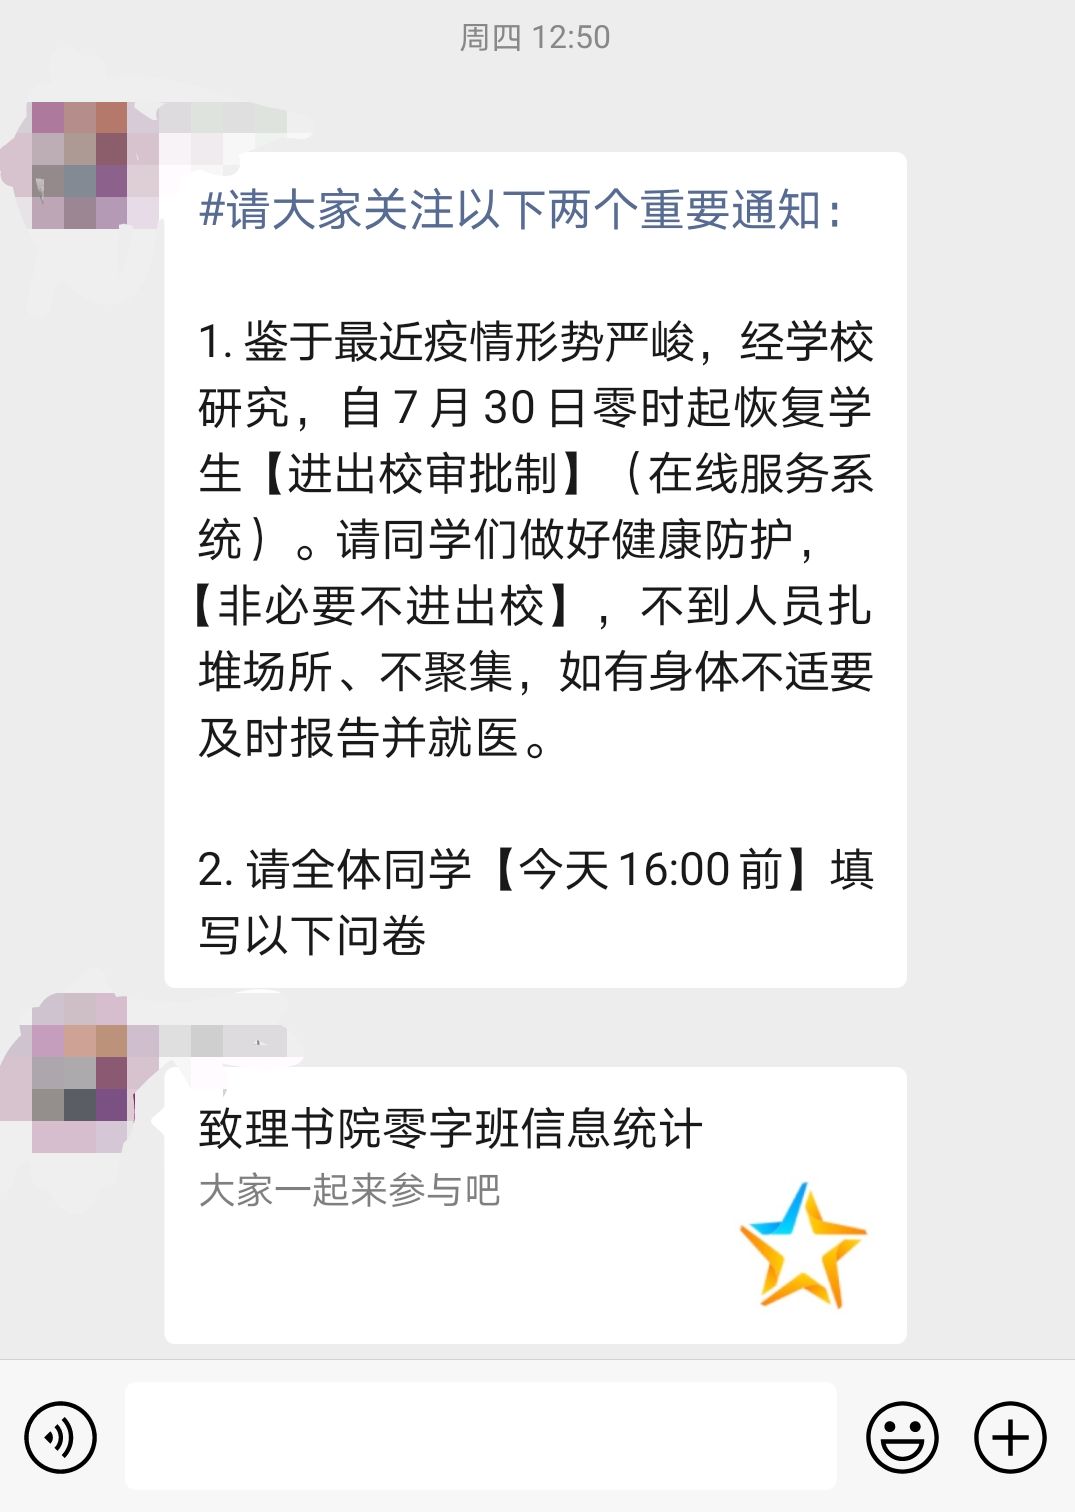 周四 12:50
#请大家关注以下两个重要通知：
1. 鉴于最近疫情形势严峻，经学校
研究，自7月30日零时起恢复学
生【进出校审批制】（在线服务系
统）。请同学们做好健康防护，
【非必要不进出校】，不到人员扎
堆场所、不聚集，如有身体不适要
及时报告并就医。
2. 请全体同学【今天16:00前】填
写以下问卷
致理书院零字班信息统计
大家一起来参与吧